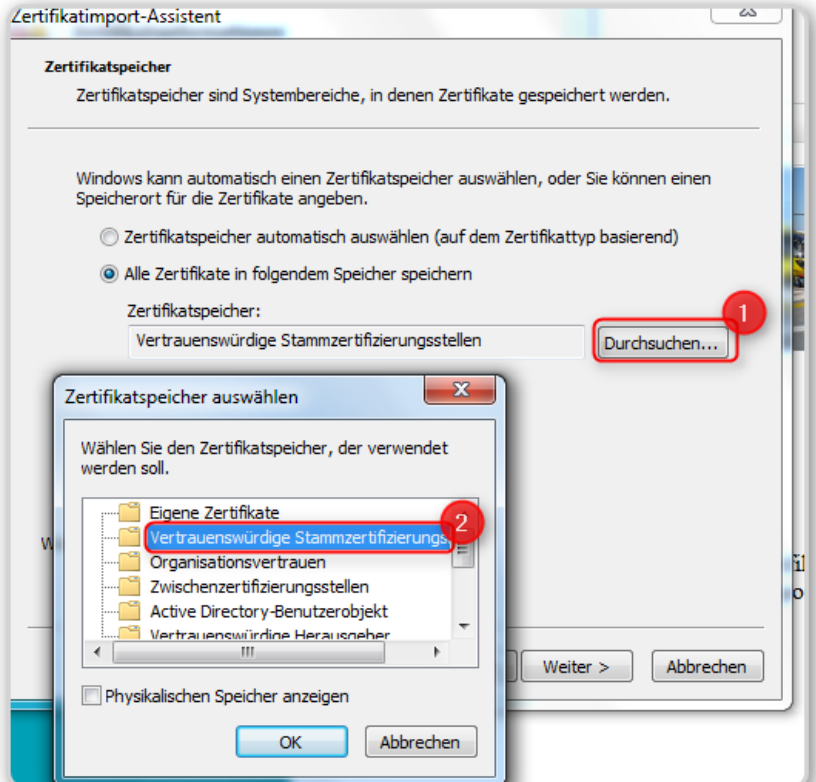 Zertifikatimport-Assistent
Zertifikatspeicher
Zertifikatspeicher sind Systembereiche, in denen Zertifikate gespeichert werden.
Windows kann automatisch einen Zertifikatspeicher auswählen, oder Sie können einen
Speicherort für die Zertifikate angeben.
Zertifikatspeicher automatisch auswählen (auf dem Zertifikattyp basierend)
Alle Zertifikate in folgendem Speicher speichern
Zertifikatspeicher:
1
Vertrauenswürdige Stammzertifizierungsstellen
Durchsuchen...
Zertifikatspeicher auswählen
Wählen Sie den Zertifikatspeicher, der verwendet
werden soll.
Eigene Zertifikate
2
Vertrauenswürdige Stammzertifizierungs
Organisationsvertrauen
Zwischenzertifizierungsstellen
Active Directory-Benutzerobjekt
Vertrauenswürdige Herausgeber
Weiter >
Abbrechen
Physikalischen Speicher anzeigen
OK
Abbrechen